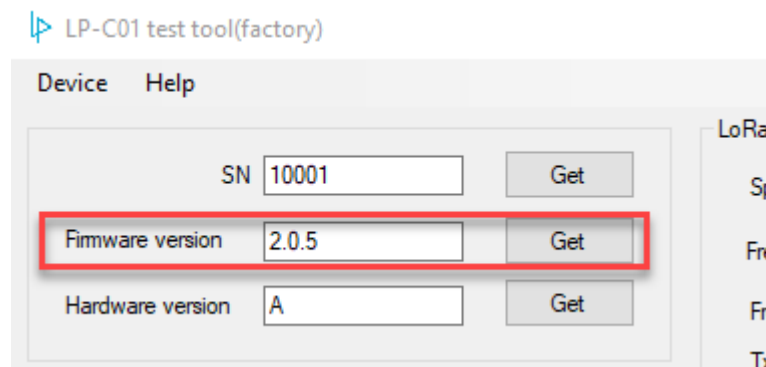 LP-C01 test tool(factory)
Device Help
SN 10001 Get
Firmware version 2.0.5 Get
Hardware version A Get